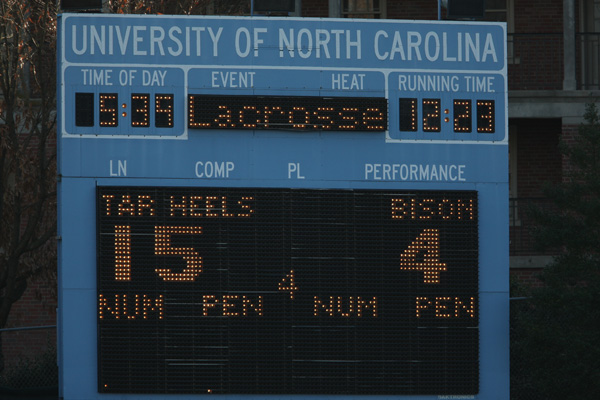 UNIVERSITY OF NORTH CAROLINA
TIME OF DAY EVENT HEAT RUNNING TIME
5:34 Lacrosse 12:23
LN COMP PL PERFORMANCE
TAR HEELS BISON
15 4
4
NUM PEN NUM PEN